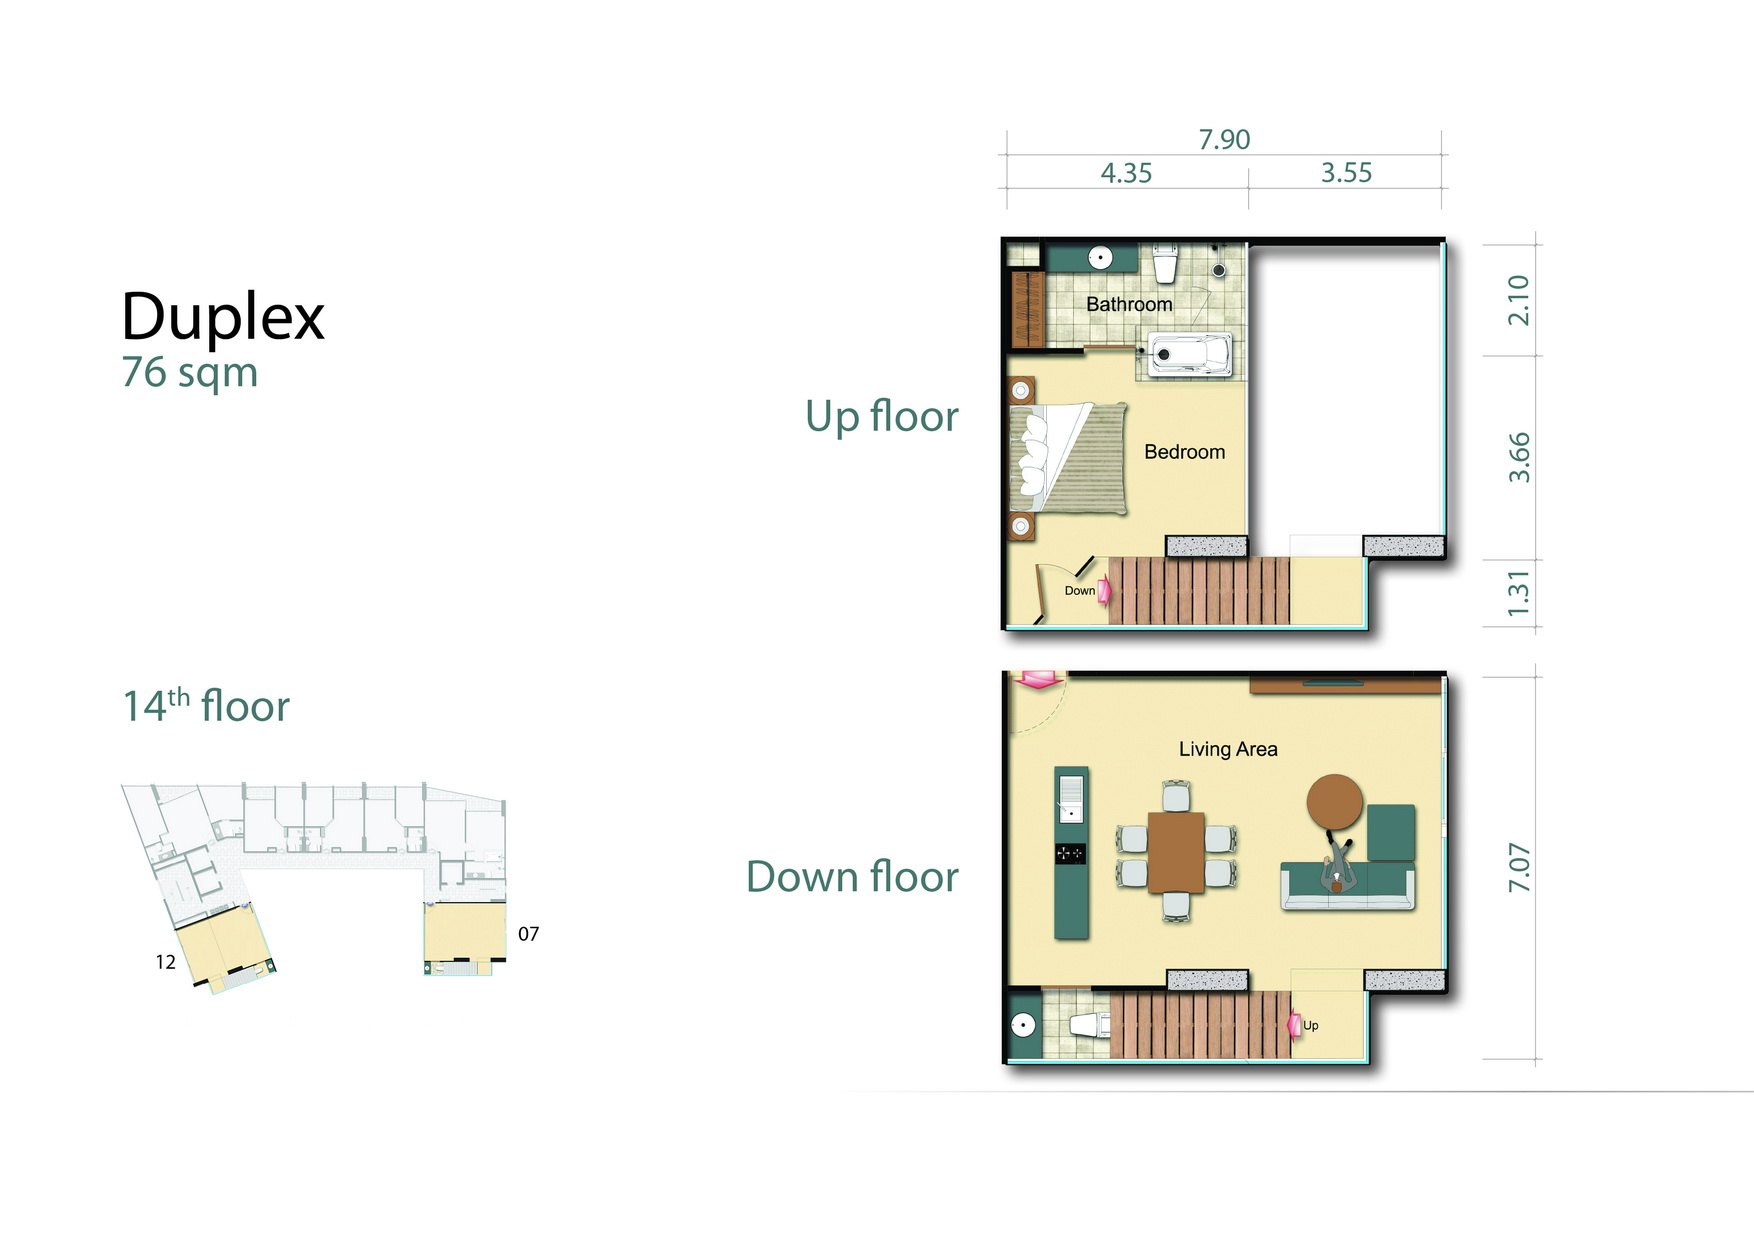 7.90
4.35
3.55
Duplex
76 sqm
Up floor
Bathroom
Bedroom
Down
2.10
3.66
1.31
14th floor
12
07
Down floor
Living Area
Up
7.07